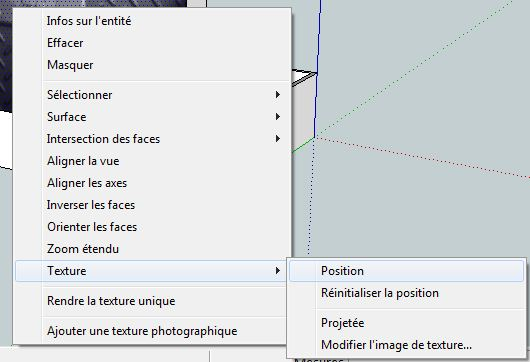 Infos sur l'entité
Effacer
Masquer
Sélectionner
Surface
Intersection des faces
Aligner la vue
Aligner les axes
Inverser les faces
Orienter les faces
Zoom étendu
Texture
Rendre la texture unique
Ajouter une texture photographique
Position
Réinitialiser la position
Projetée
Modifier l'image de texture...
Mesures